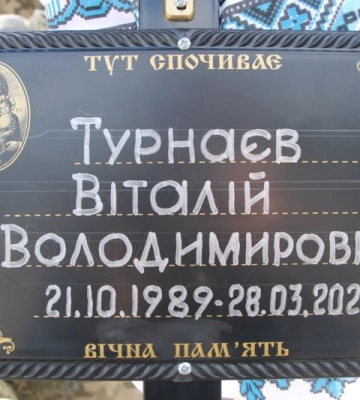 ТУТ СПОЧИВАЄ
ТУРНАЄВ
ВІТАЛІЙ
ВОЛОДИМИРОВИ
21.10.1989-28.03.202
ВІЧНА ПАМ'ЯТЬ